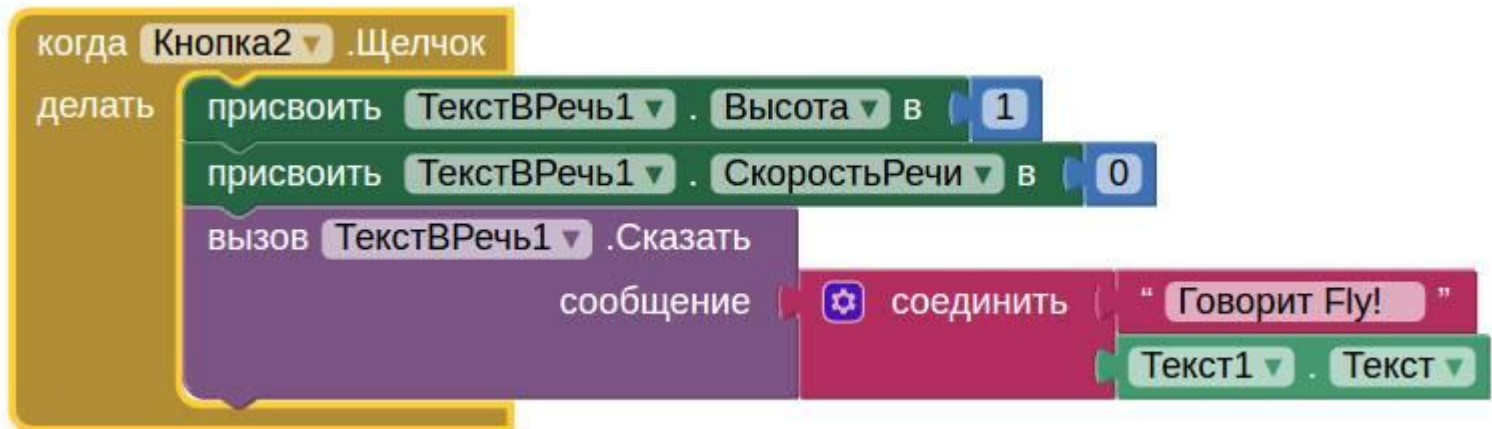 когда Кнопка2 .Щелчок
делать присвоить ТекстВРечь1 . Высота в 1
присвоить ТекстВРечь1 . СкоростьРечи в 0
вызов ТекстВРечь1 .Сказать
сообщение соединить “ Говорит Fly! ”
Текст1 . Текст